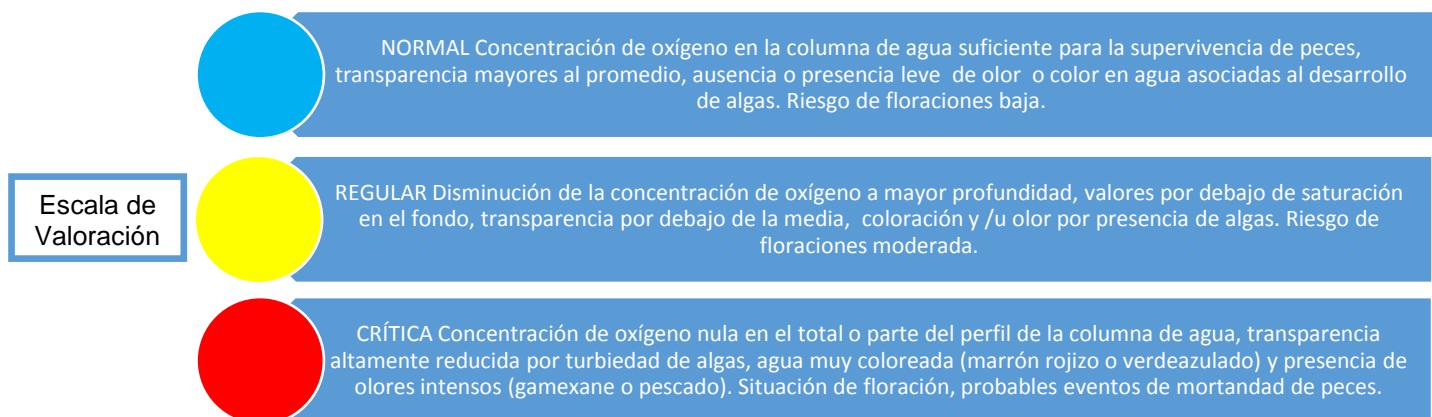 NORMAL Concentración de oxígeno en la columna de agua suficiente para la supervivencia de peces,
transparencia mayores al promedio, ausencia o presencia leve de olor o color en agua asociadas al desarrollo
de algas. Riesgo de floraciones baja.
Escala de
Valoración
REGULAR Disminución de la concentración de oxígeno a mayor profundidad, valores por debajo de saturación
en el fondo, transparencia por debajo de la media, coloración y /u olor por presencia de algas. Riesgo de
floraciones moderada.
CRÍTICA Concentración de oxígeno nula en el total o parte del perfil de la columna de agua, transparencia
altamente reducida por turbiedad de algas, agua muy coloreada (marrón rojizo o verdeazulado) y presencia de
olores intensos (gamexane o pescado). Situación de floración, probables eventos de mortandad de peces.